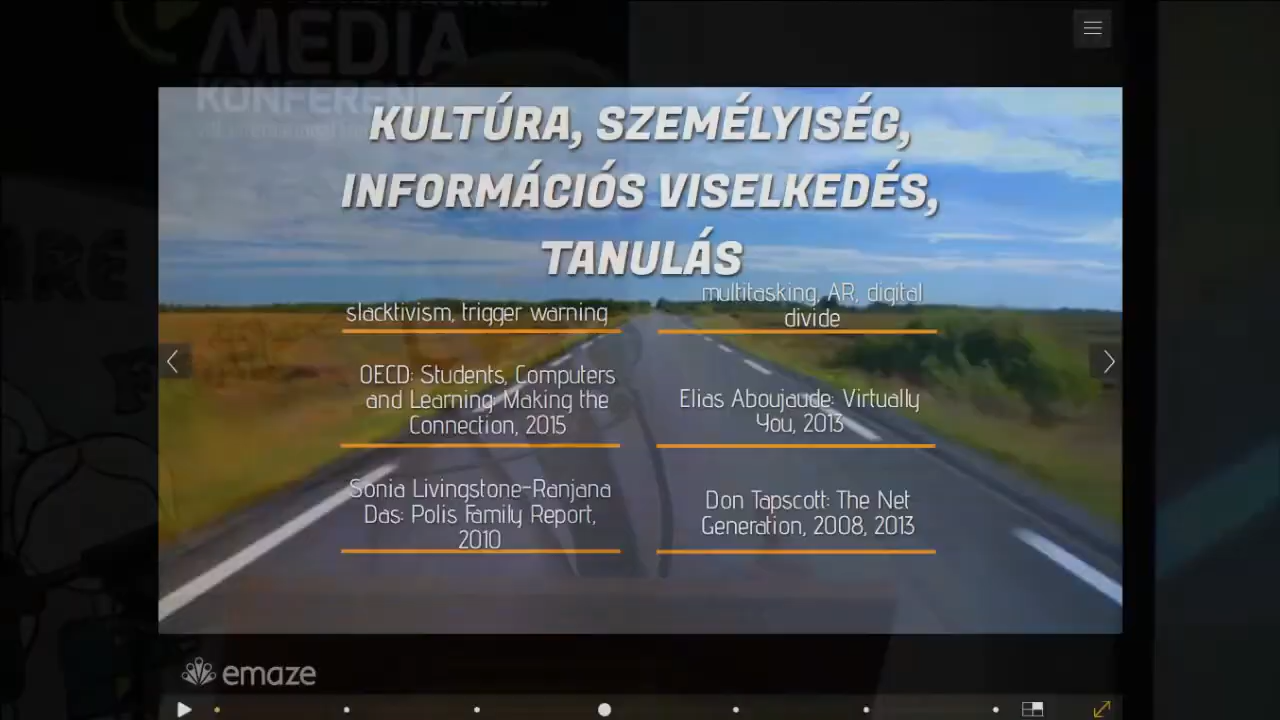 MEDIA
KONFEREN
KULTÚRA, SZEMÉLYISÉG,
INFORMÁCIÓS VISELKEDÉS,
TANULÁS
slacktivism, trigger warning
multitasking, AR, digital
divide
OECD: Students, Computers
and Learning: Making the
Connection, 2015
Elias Aboujaude: Virtually
You, 2013
Sonia Livingstone-Ranjana
Das: Polis Family Report,
2010
Don Tapscott: The Net
Generation, 2008, 2013
emaze